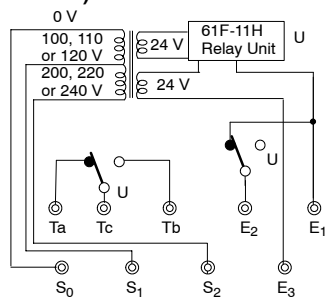 0 V
100, 110
or 120 V
200, 220
or 240 V
24 V
24 V
61F-11H
Relay Unit
U
U
U
Ta
Tc
Tb
E2
E1
S0
S1
S2
E3